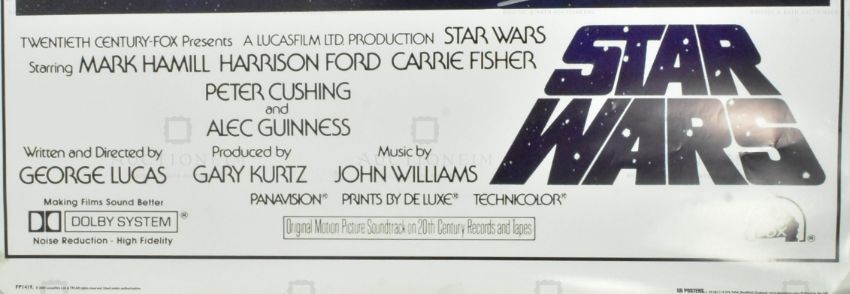 TWENTIETH CENTURY-FOX Presents A LUCASFILM LTD. PRODUCTION STAR WARS
Starring MARK HAMILL HARRISON FORD CARRIE FISHER
PETER CUSHING
and
ALEC GUINNESS
Written and Directed by Produced by Music by
GEORGE LUCAS GARY KURTZ JOHN WILLIAMS
PANAVISION® PRINTS BY DE LUXE® TECHNICOLOR®
Making Films Sound Better
DOLBY SYSTEM ®
Noise Reduction - High Fidelity
Original Motion Picture Soundtrack on 20th Century Records and Tapes
STAR
WARS
FOX
GB POSTERS